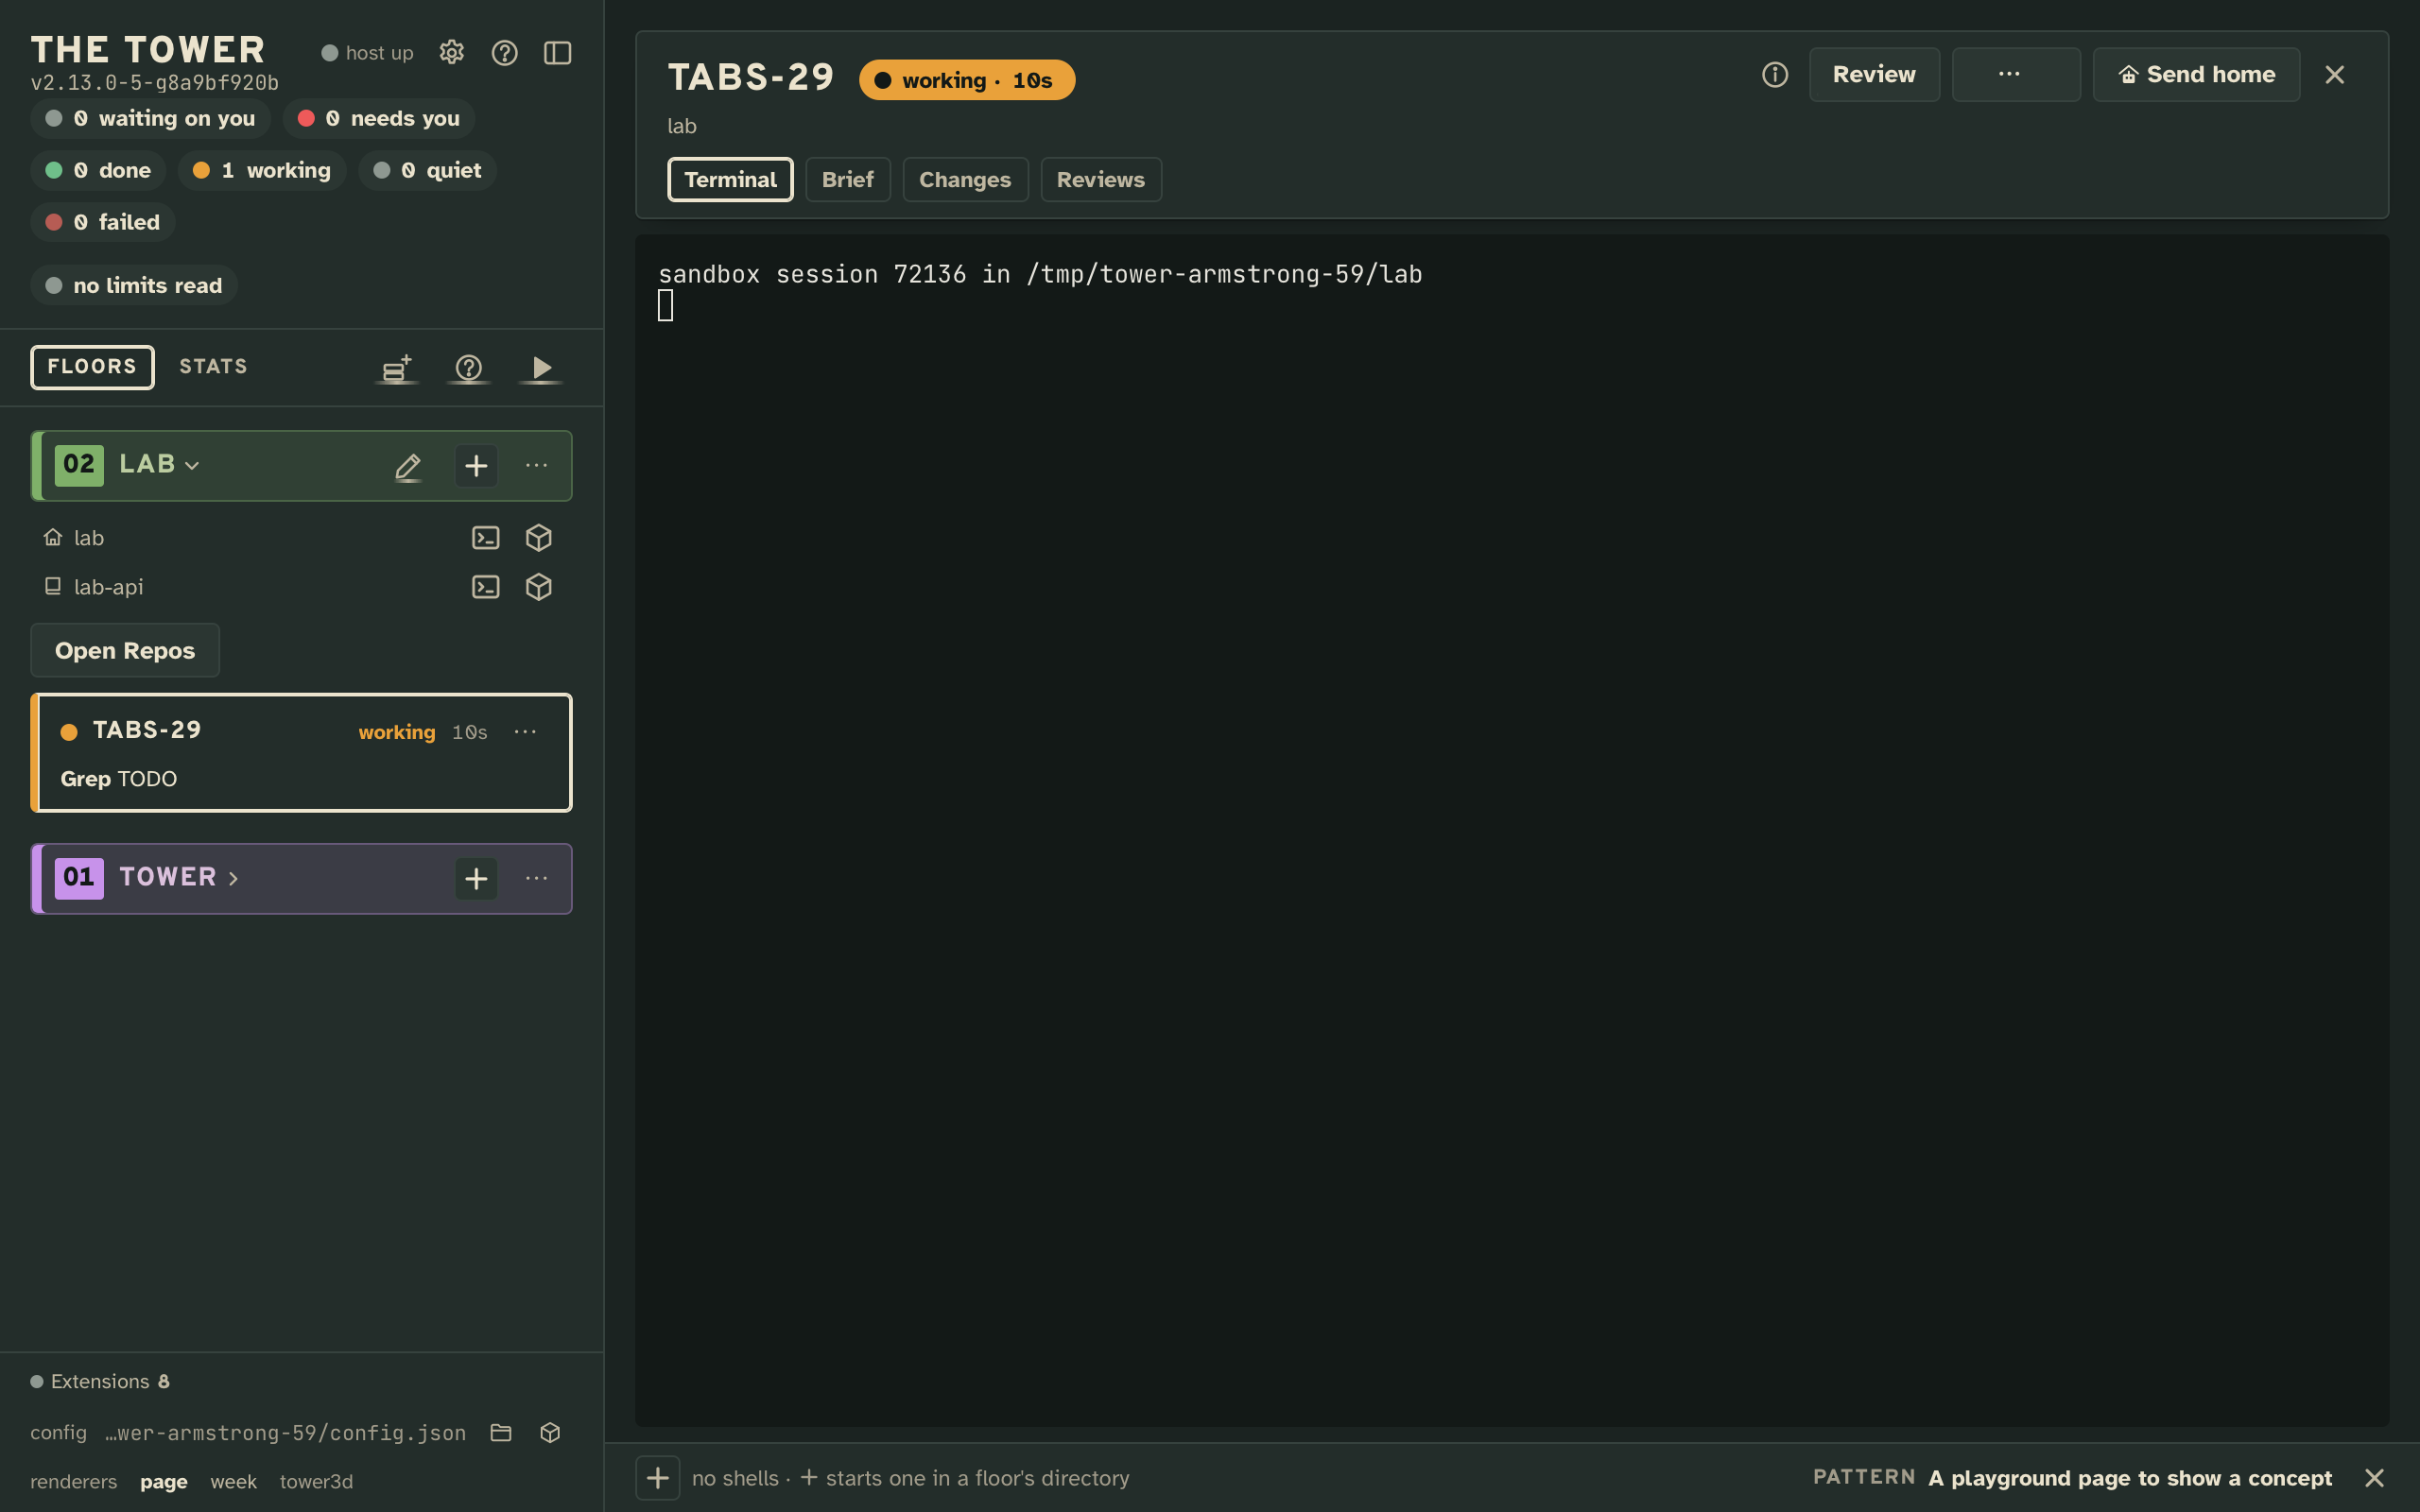 THE TOWER
host up
v2.13.0-5-g8a9bf920b
0 waiting on you
0 needs you
0 done
1 working
0 quiet
0 failed
no limits read
FLOORS
STATS
02 LAB
lab
lab-api
Open Repos
TABS-29 working 10s ···
Grep TODO
01 TOWER
Extensions 8
config …wer-armstrong-59/config.json
renderers page week tower3d
TABS-29 working · 10s
Review ··· Send home
lab
Terminal Brief Changes Reviews
sandbox session 72136 in /tmp/tower-armstrong-59/lab
no shells · + starts one in a floor's directory
PATTERN A playground page to show a concept